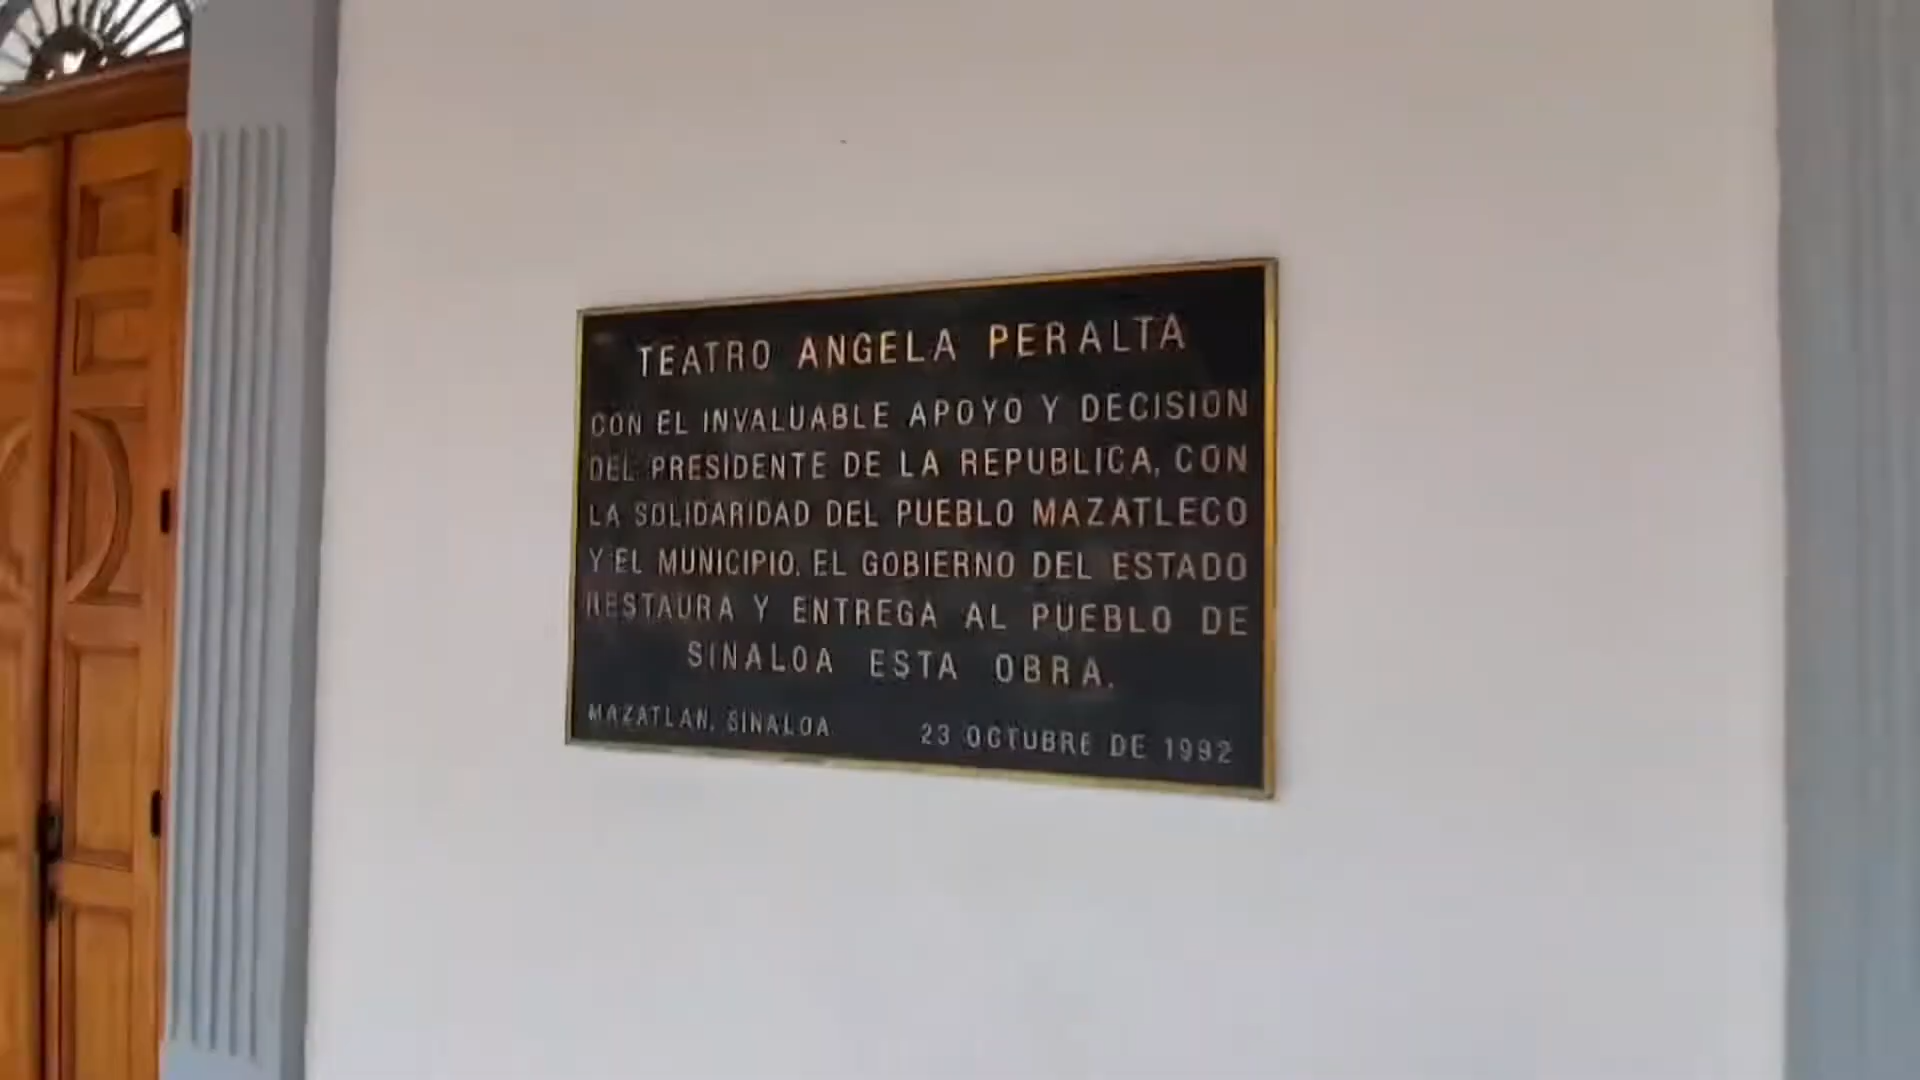 TEATRO ANGELA PERALTA
CON EL INVALUABLE APOYO Y DECISION
DEL PRESIDENTE DE LA REPUBLICA, CON
LA SOLIDARIDAD DEL PUEBLO MAZATLECO
Y EL MUNICIPIO. EL GOBIERNO DEL ESTADO
RESTAURA Y ENTREGA AL PUEBLO DE
SINALOA ESTA OBRA.
MAZATLAN, SINALOA 23 OCTUBRE DE 1992